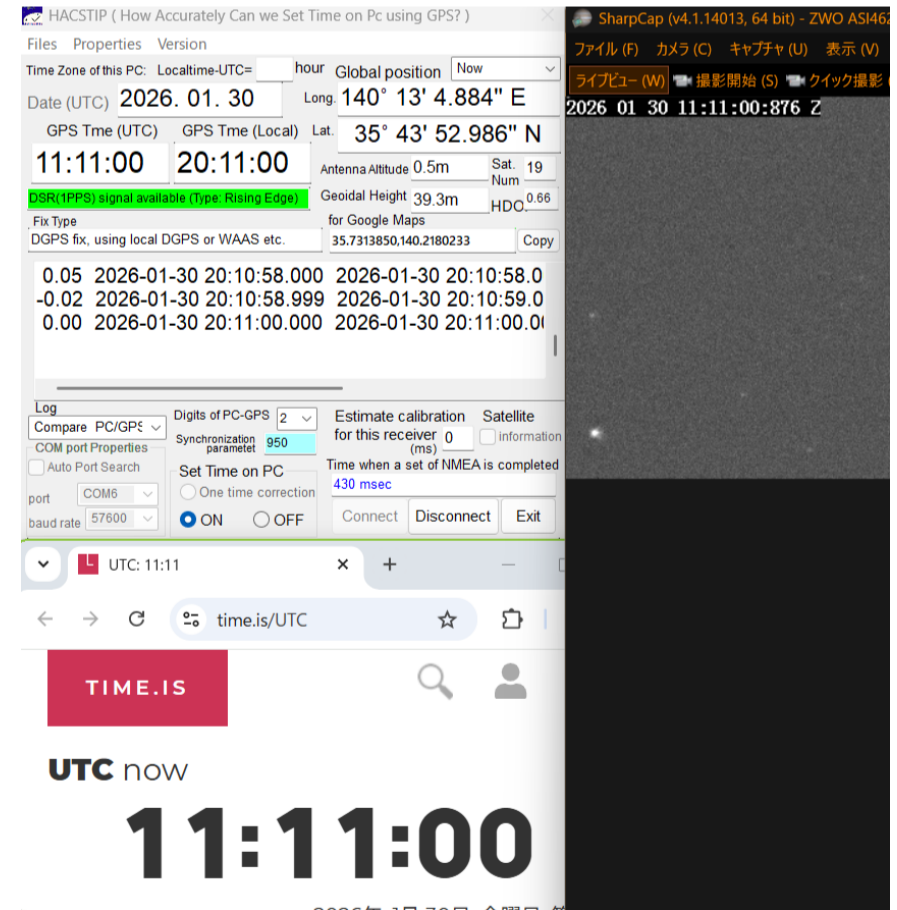 HACSTIP ( How Accurately Can we Set Time on Pc using GPS? )
Files Properties Version
Time Zone of this PC: Localtime-UTC= hour
Global position Now
Date (UTC) 2026. 01. 30
Long. 140° 13' 4.884" E
GPS Tme (UTC) GPS Tme (Local)
Lat. 35° 43' 52.986" N
11:11:00 20:11:00
Antenna Altitude 0.5m Sat. Num 19
DSR(1PPS) signal available (Type: Rising Edge)
Geoidal Height 39.3m HDO 0.66
Fix Type
for Google Maps
DGPS fix, using local DGPS or WAAS etc.
35.7313850,140.2180233 Copy
0.05 2026-01-30 20:10:58.000 2026-01-30 20:10:58.0
-0.02 2026-01-30 20:10:58.999 2026-01-30 20:10:59.0
0.00 2026-01-30 20:11:00.000 2026-01-30 20:11:00.0
Log
Compare PC/GPS
Digits of PC-GPS 2
Synchronization parametet 950
Estimate calibration for this receiver (ms) 0
Satellite
information
COM port Properties
Auto Port Search
port COM6
baud rate 57600
Set Time on PC
One time correction
ON OFF
Time when a set of NMEA is completed
430 msec
Connect Disconnect Exit
SharpCap (v4.1.14013, 64 bit) - ZWO ASI462
ファイル (F) カメラ (C) キャプチャ (U) 表示 (V)
ライブビュー (W) 撮影開始 (S) クイック撮影
2026 01 30 11:11:00:876 Z
UTC: 11:11
time.is/UTC
TIME.IS
UTC now
11:11:00